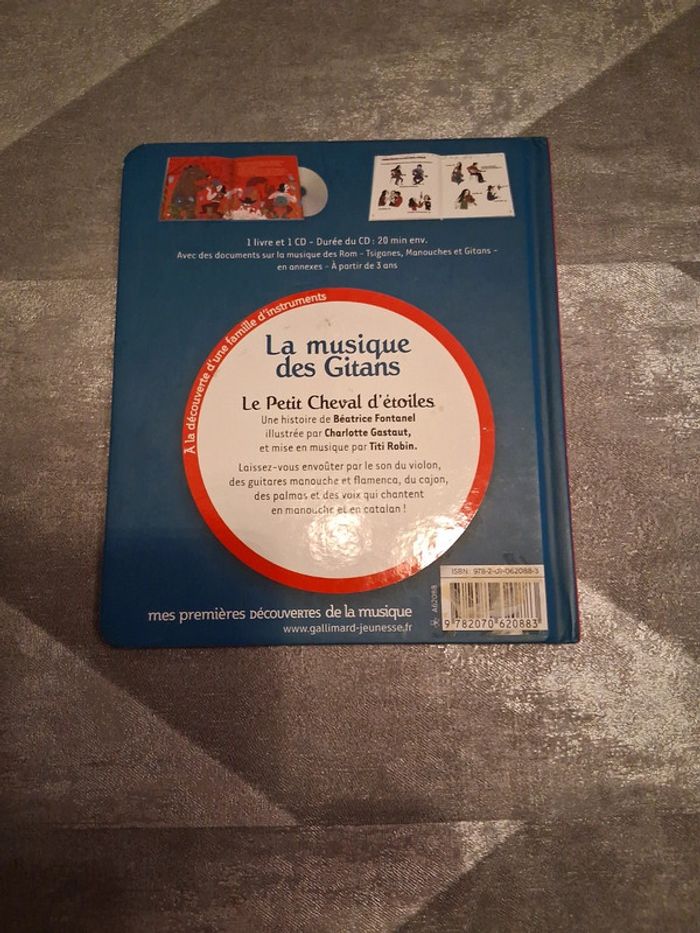 1 livre et 1 CD - Durée du CD : 20 min env.
Avec des documents sur la musique des Rom - Tsiganes, Manouches et Gitans -
en annexes - À partir de 3 ans
À la découverte d'une famille d'instruments
La musique
des Gitans
Le Petit Cheval d'étoiles
Une histoire de Béatrice Fontanel
illustrée par Charlotte Gastaut,
et mise en musique par Titi Robin.
Laissez-vous envoûter par le son du violon,
des guitares manouche et flamenca, du cajon,
des palmas et des voix qui chantent
en manouche et en catalan !
mes premières DÉCOUVERTES de la musique
www.gallimard-jeunesse.fr
A62088
ISBN : 978-2-07-062088-3
9 782070 620883